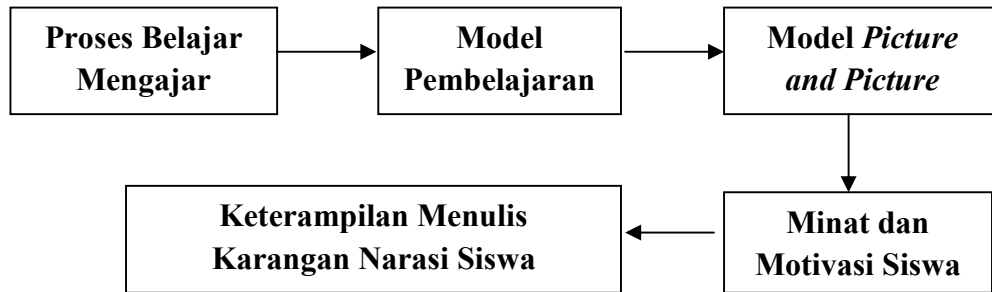 Proses Belajar
Mengajar
Model
Pembelajaran
Model Picture
and Picture
Minat dan
Motivasi Siswa
Keterampilan Menulis
Karangan Narasi Siswa